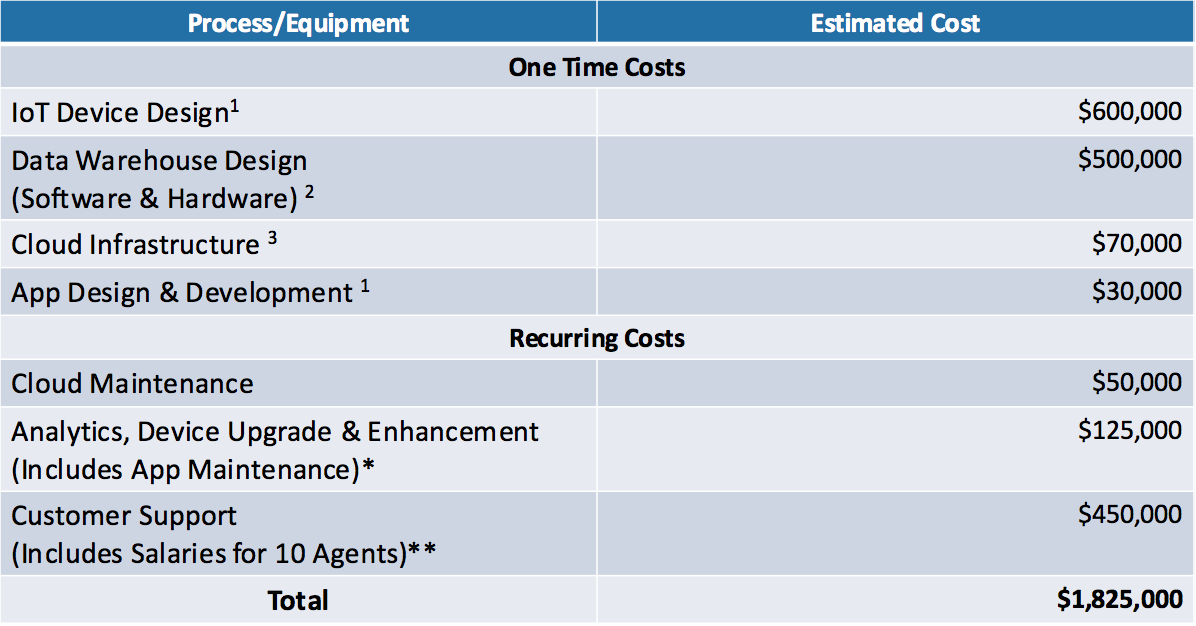 Process/Equipment Estimated Cost
One Time Costs
IoT Device Design¹ $600,000
Data Warehouse Design $500,000
(Software & Hardware) ²
Cloud Infrastructure ³ $70,000
App Design & Development ¹ $30,000
Recurring Costs
Cloud Maintenance $50,000
Analytics, Device Upgrade & Enhancement $125,000
(Includes App Maintenance)*
Customer Support $450,000
(Includes Salaries for 10 Agents)**
Total $1,825,000